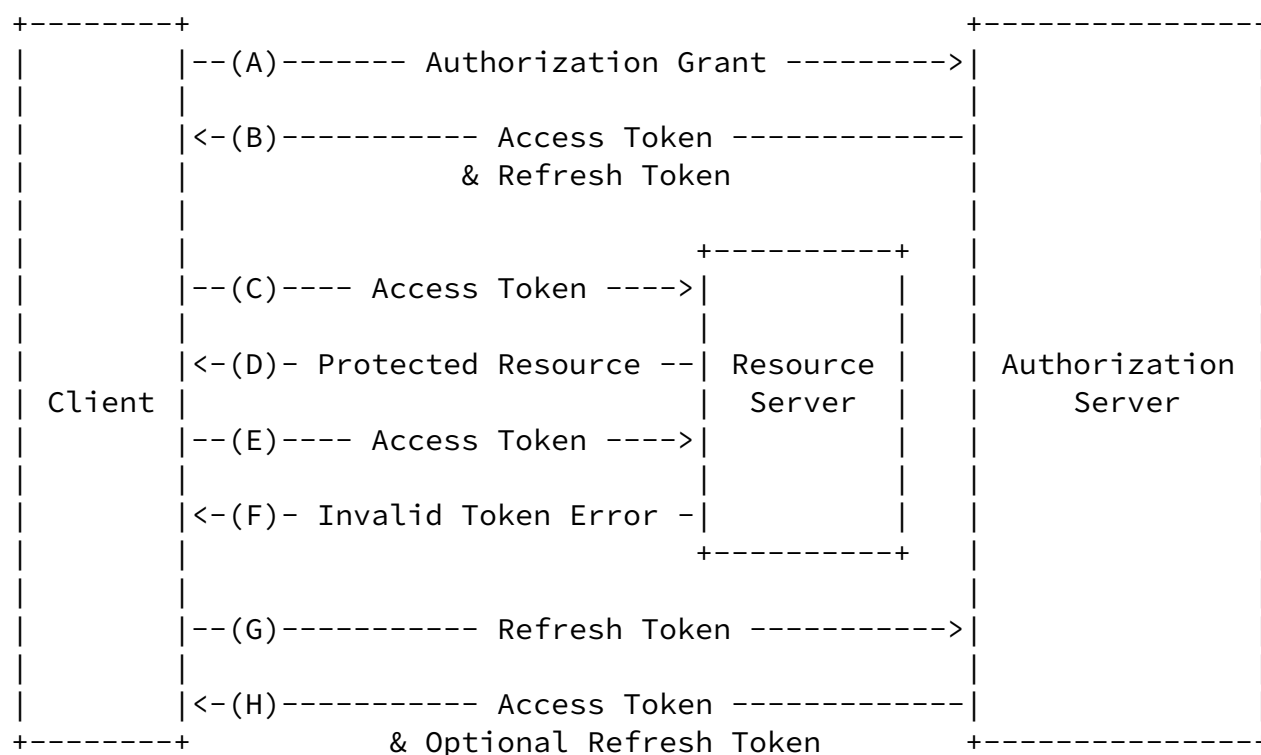 +--------+                                           +---------------
|        |--(A)------- Authorization Grant --------->|
|        |                                           |
|        |<-(B)----------- Access Token -------------|
|        |               & Refresh Token             |
|        |                                           |
|        |                            +----------+   |
|        |--(C)---- Access Token ---->|          |   |
|        |                            |          |   |
|        |<-(D)- Protected Resource --| Resource |   | Authorization
| Client |                            |  Server  |   |     Server
|        |--(E)---- Access Token ---->|          |   |
|        |                            |          |   |
|        |<-(F)- Invalid Token Error -|          |   |
|        |                            +----------+   |
|        |                                           |
|        |--(G)----------- Refresh Token ----------->|
|        |                                           |
|        |<-(H)----------- Access Token -------------|
+--------+           & Optional Refresh Token        +---------------